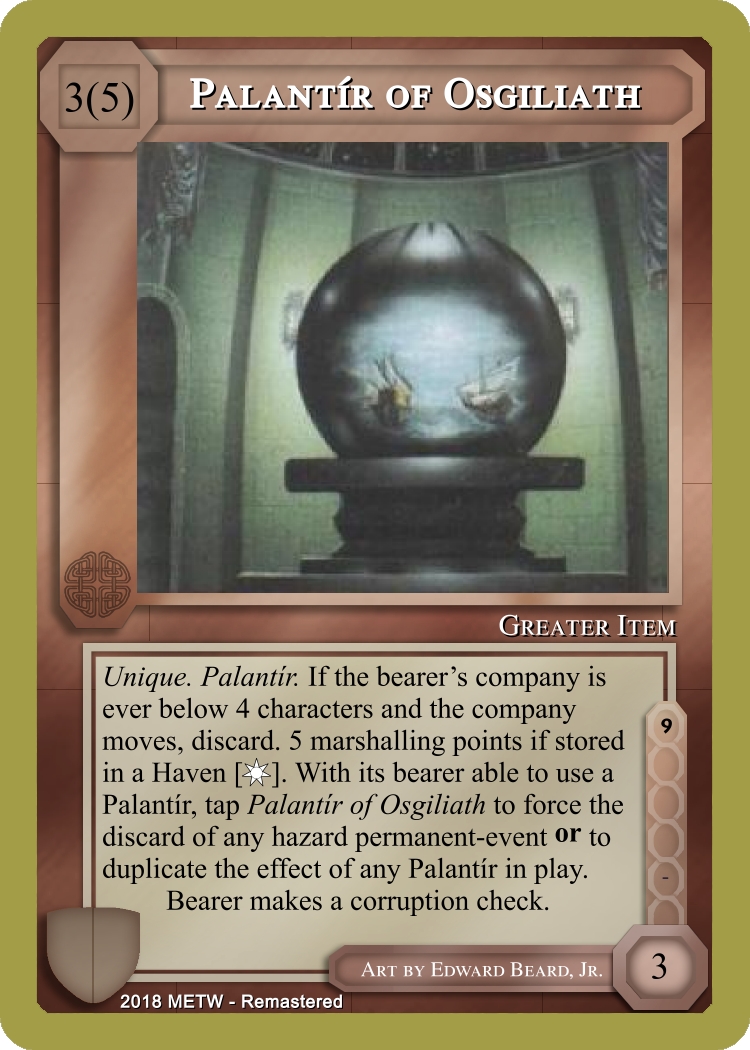 3(5)
Palantír of Osgiliath
Greater Item
Unique. Palantír. If the bearer's company is
ever below 4 characters and the company
moves, discard. 5 marshalling points if stored
in a Haven [ ]. With its bearer able to use a
Palantír, tap Palantír of Osgiliath to force the
discard of any hazard permanent-event or to
duplicate the effect of any Palantír in play.
Bearer makes a corruption check.
9
-
Art by Edward Beard, Jr.
3
2018 METW - Remastered